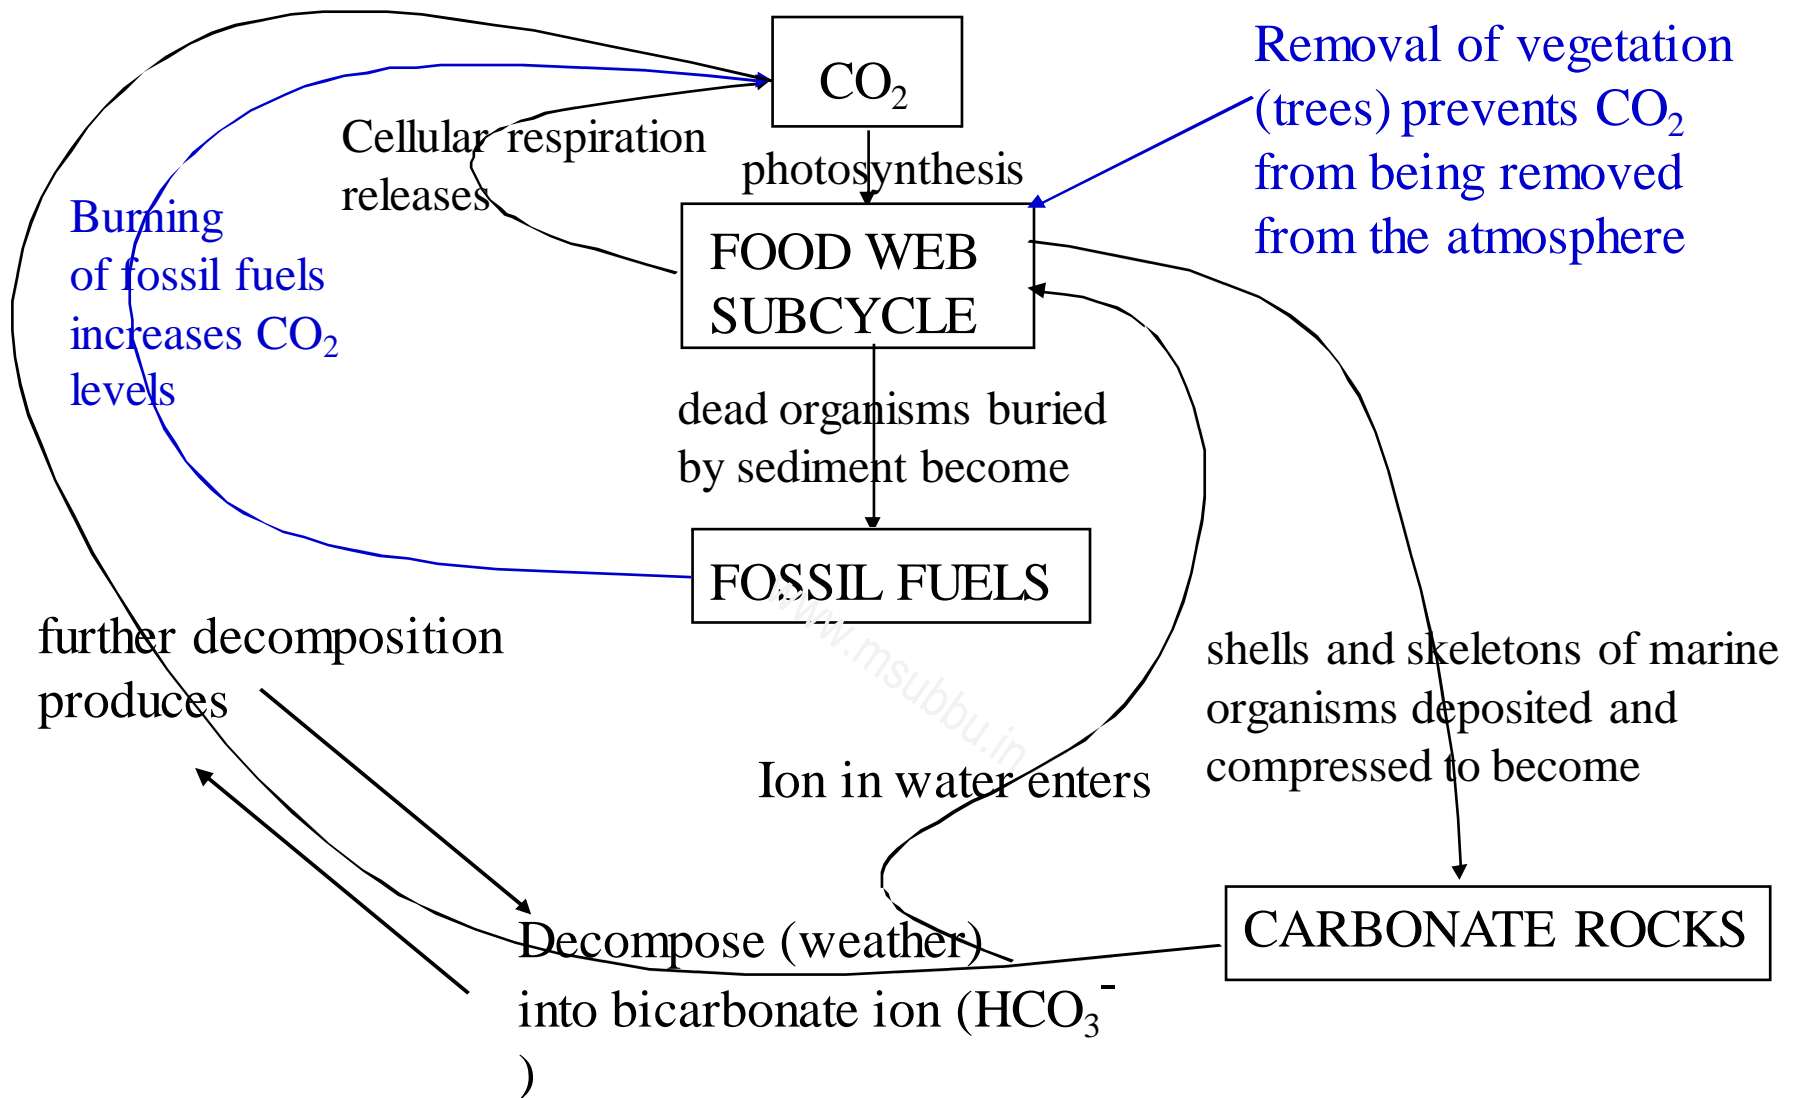 CO₂
Removal of vegetation
(trees) prevents CO₂
from being removed
from the atmosphere
Cellular respiration
releases
photosynthesis
Burning
of fossil fuels
increases CO₂
levels
FOOD WEB
SUBCYCLE
dead organisms buried
by sediment become
FOSSIL FUELS
www.msubbu.in
further decomposition
produces
shells and skeletons of marine
organisms deposited and
compressed to become
Ion in water enters
CARBONATE ROCKS
Decompose (weather)
into bicarbonate ion (HCO₃⁻
)